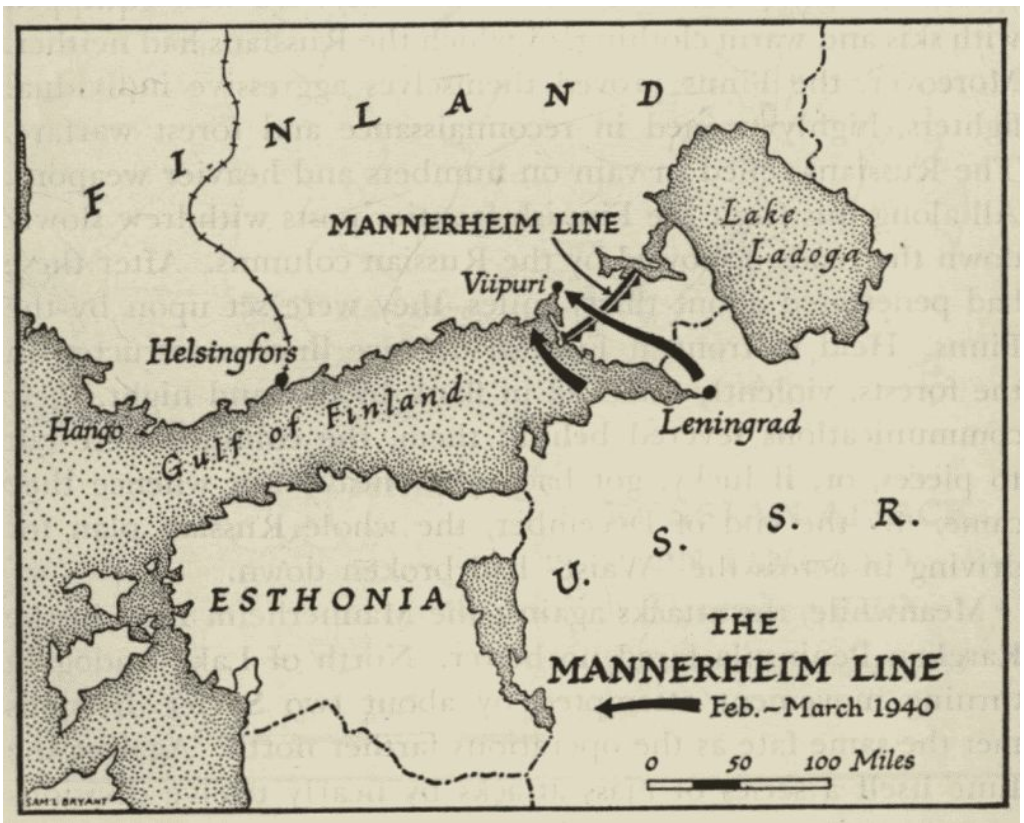 FINLAND
MANNERHEIM LINE
Lake
Ladoga
Viipuri
Helsingfors
Hango
Gulf of Finland
Leningrad
U. S. S. R.
ESTHONIA
THE
MANNERHEIM LINE
Feb. – March 1940
0 50 100 Miles
SAM'L BRYANT